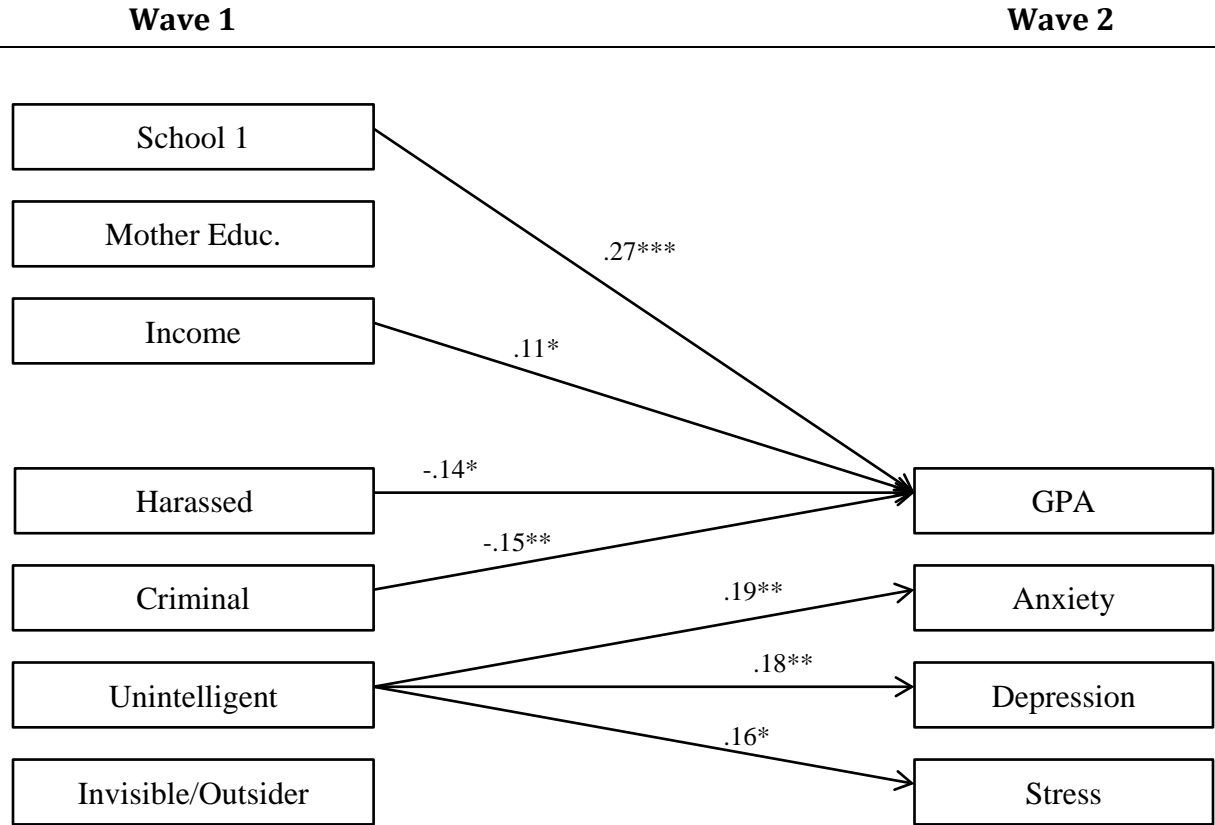 Wave 1
Wave 2
School 1
Mother Educ.
.27***
Income
.11*
-.14*
Harassed
GPA
-.15**
Criminal
.19**
Anxiety
.18**
Unintelligent
Depression
.16*
Invisible/Outsider
Stress